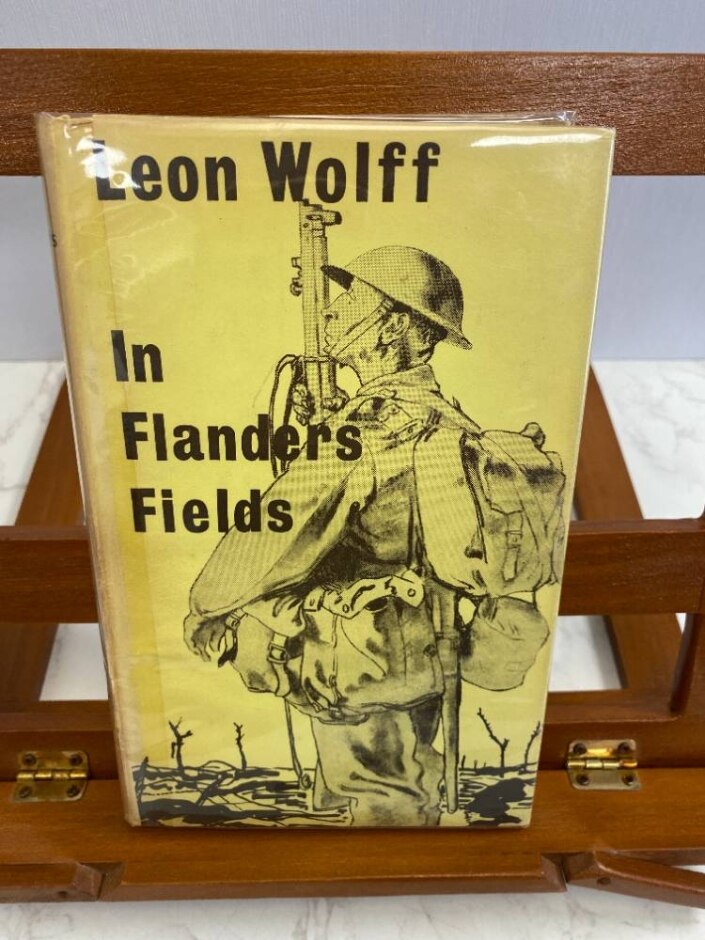 Leon Wolff
In
Flanders
Fields